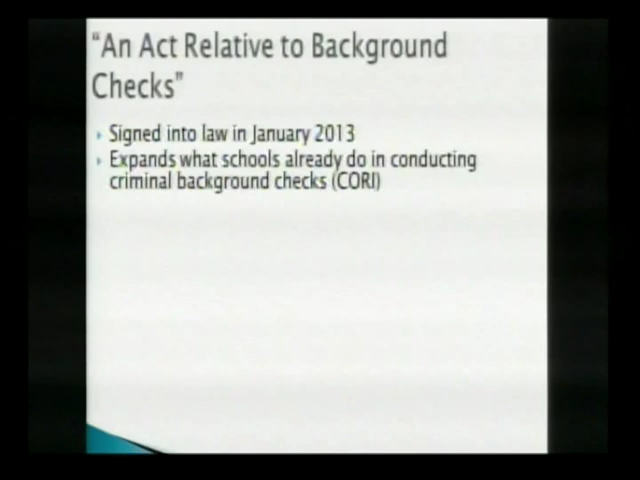 “An Act Relative to Background
Checks”
Signed into law in January 2013
Expands what schools already do in conducting
criminal background checks (CORI)